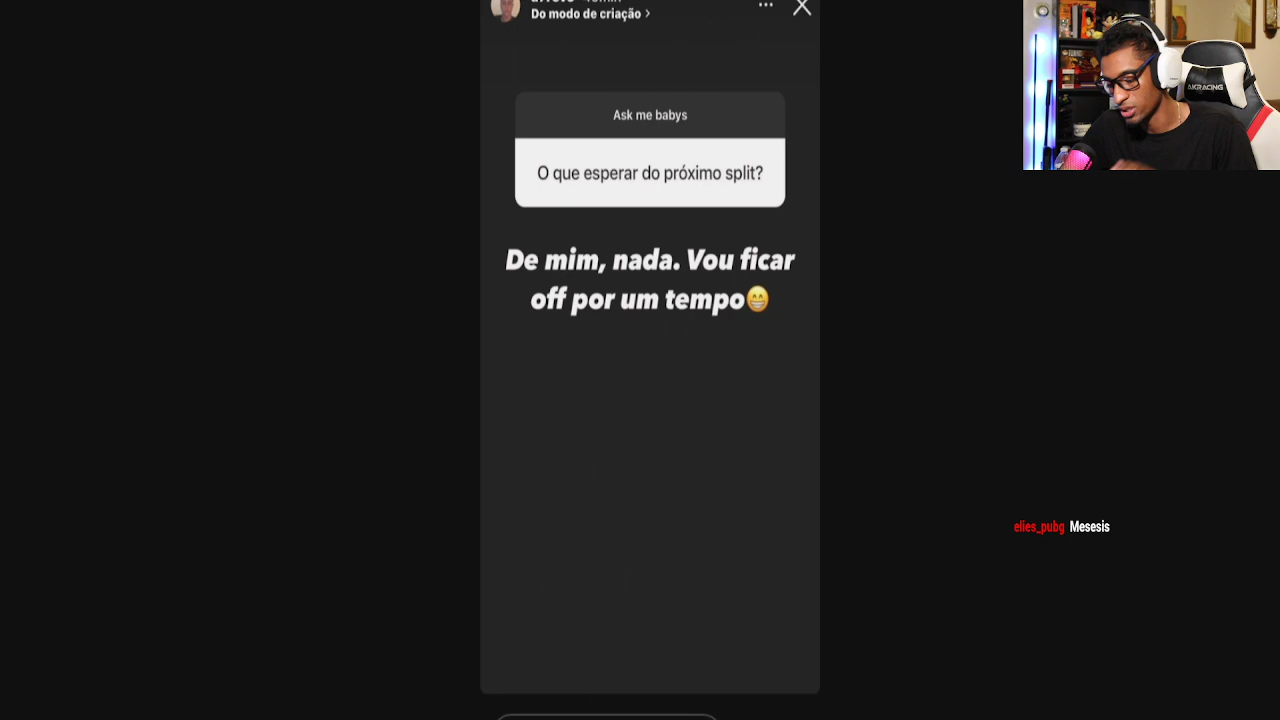 Do modo de criação >
Ask me babys
O que esperar do próximo split?
De mim, nada. Vou ficar
off por um tempo😁
AKRACING
elies_pubg Mesesis